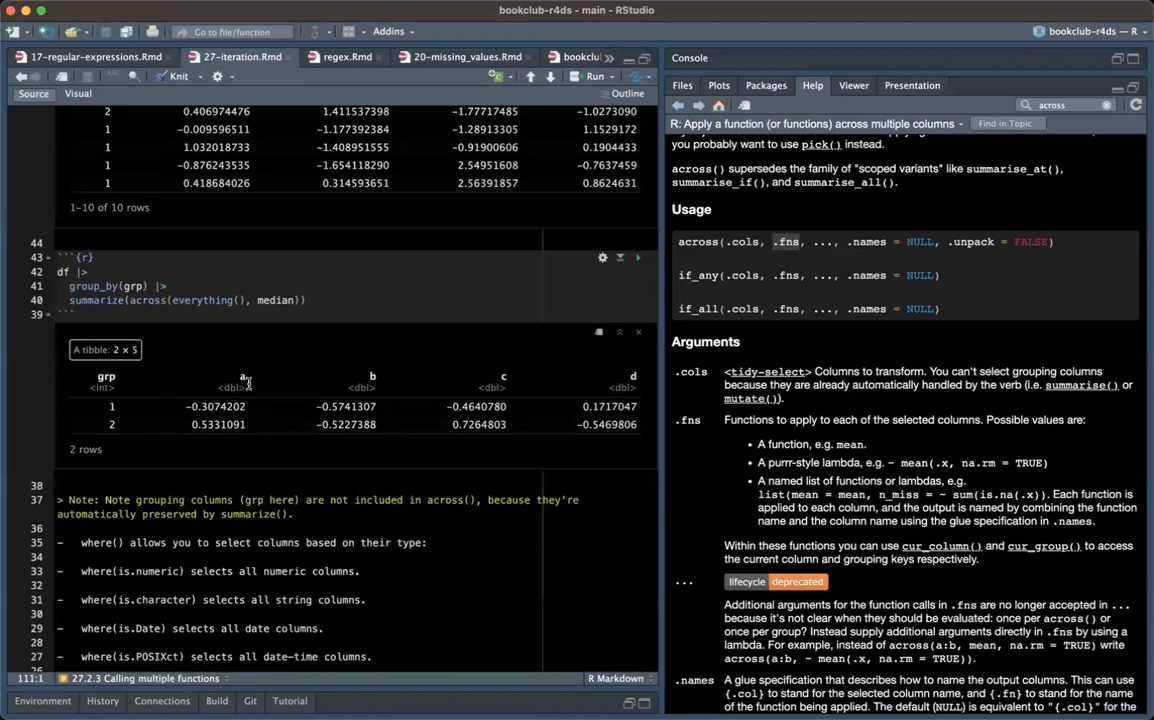 bookclub-r4ds - main - RStudio
Go to file/function
Addins
bookclub-r4ds - R
17-regular-expressions.Rmd
27-iteration.Rmd
regex.Rmd
20-missing_values.Rmd
bookclu
Knit
Run
Source
Visual
Outline
2 0.406974476 1.411537398 -1.77717485 -1.0273090
1 -0.009596511 -1.177392384 -1.28913305 1.1529172
1 1.032018733 -1.408951555 -0.91900606 0.1904433
1 -0.876243535 -1.654118290 2.54951608 -0.7637459
1 0.418684026 0.314593651 2.56391857 0.8624631
1-10 of 10 rows
44
43 ```{r}
42 df |>
41 group_by(grp) |>
40 summarize(across(everything(), median))
39 ```
A tibble: 2 × 5
grp a b c d
<int> <dbl> <dbl> <dbl> <dbl>
1 -0.3074202 -0.5741307 -0.4640780 0.1717047
2 0.5331091 -0.5227388 0.7264803 -0.5469806
2 rows
38
37 > Note: Note grouping columns (grp here) are not included in across(), because they're
automatically preserved by summarize().
36
35 - where() allows you to select columns based on their type:
34
33 - where(is.numeric) selects all numeric columns.
32
31 - where(is.character) selects all string columns.
30
29 - where(is.Date) selects all date columns.
28
27 - where(is.POSIXct) selects all date-time columns.
111:1
27.2.3 Calling multiple functions
R Markdown
Environment
History
Connections
Build
Git
Tutorial
Console
Files
Plots
Packages
Help
Viewer
Presentation
across
R: Apply a function (or functions) across multiple columns
Find in Topic
you probably want to use pick() instead.
across() supersedes the family of "scoped variants" like summarise_at(),
summarise_if(), and summarise_all().
Usage
across(.cols, .fns, ..., .names = NULL, .unpack = FALSE)
if_any(.cols, .fns, ..., .names = NULL)
if_all(.cols, .fns, ..., .names = NULL)
Arguments
.cols <tidy-select> Columns to transform. You can't select grouping
columns because they are already automatically handled by the verb (i.e. summarise() or
mutate()).
.fns Functions to apply to each of the selected columns. Possible values are:
• A function, e.g. mean.
• A purrr-style lambda, e.g. ~ mean(.x, na.rm = TRUE)
• A named list of functions or lambdas, e.g.
list(mean = mean, n_miss = ~ sum(is.na(.x)). Each function is
applied to each column, and the output is named by combining the function
name and the column name using the glue specification in .names.
Within these functions you can use cur_column() and cur_group() to access
the current column and grouping keys respectively.
... lifecycle deprecated
Additional arguments for the function calls in .fns are no longer accepted in ...
because it's not clear when they should be evaluated: once per across() or
once per group? Instead supply additional arguments directly in .fns by using a
lambda. For example, instead of across(a:b, mean, na.rm = TRUE) write
across(a:b, ~ mean(.x, na.rm = TRUE)).
.names A glue specification that describes how to name the output columns. This can use
{.col} to stand for the selected column name, and {.fn} to stand for the name
of the function being applied. The default (NULL) is equivalent to "{.col}" for the